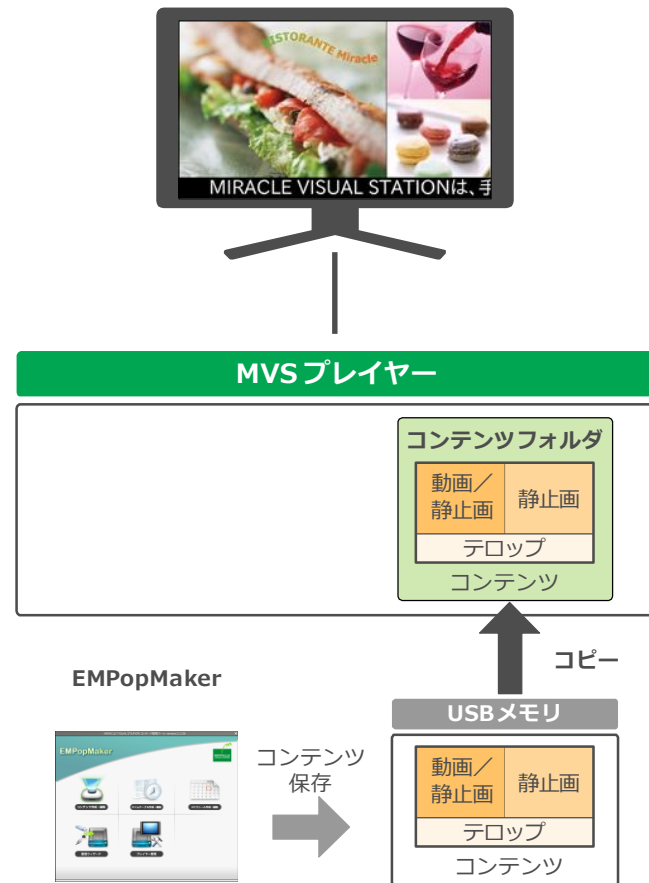 RISTORANTE Miracle
MIRACLE VISUAL STATIONは、手
MVS プレイヤー
コンテンツフォルダ
動画／
静止画
静止画
テロップ
コンテンツ
コピー
EMPopMaker
USBメモリ
EMPopMaker
コンテンツ
保存
動画／
静止画
静止画
テロップ
コンテンツ